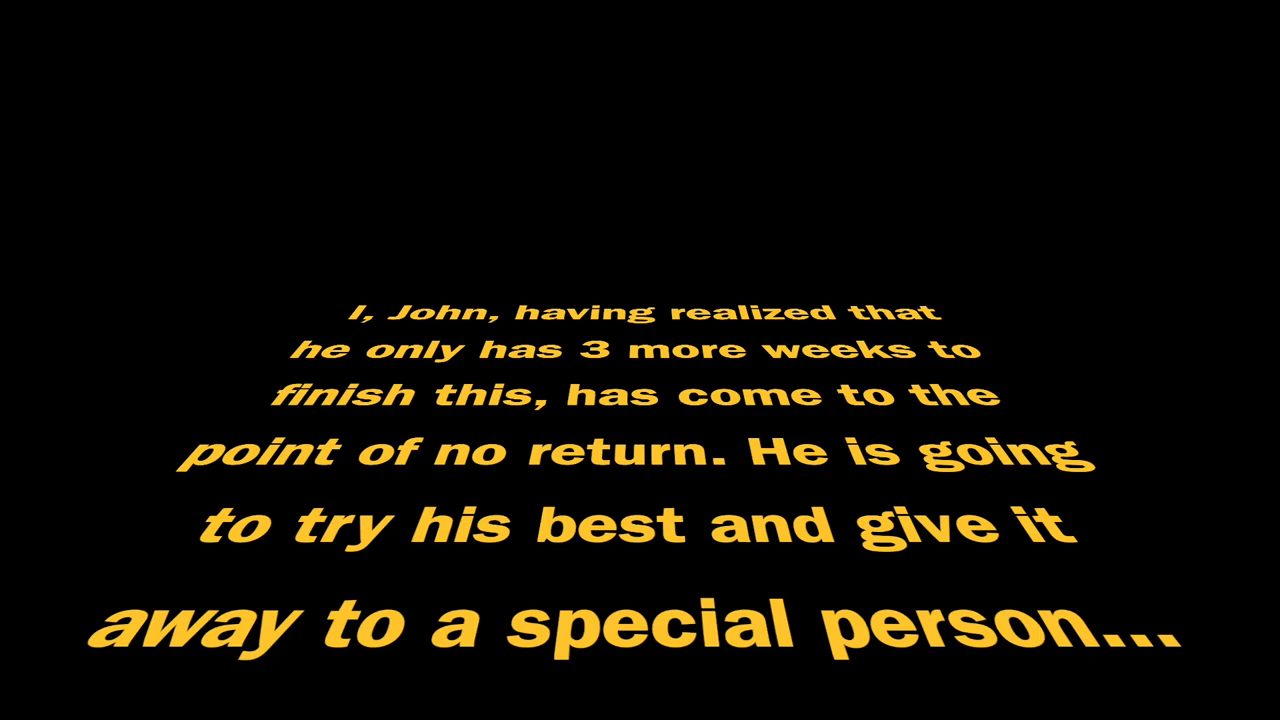 I, John, having realized that
he only has 3 more weeks to
finish this, has come to the
point of no return. He is going
to try his best and give it
away to a special person...